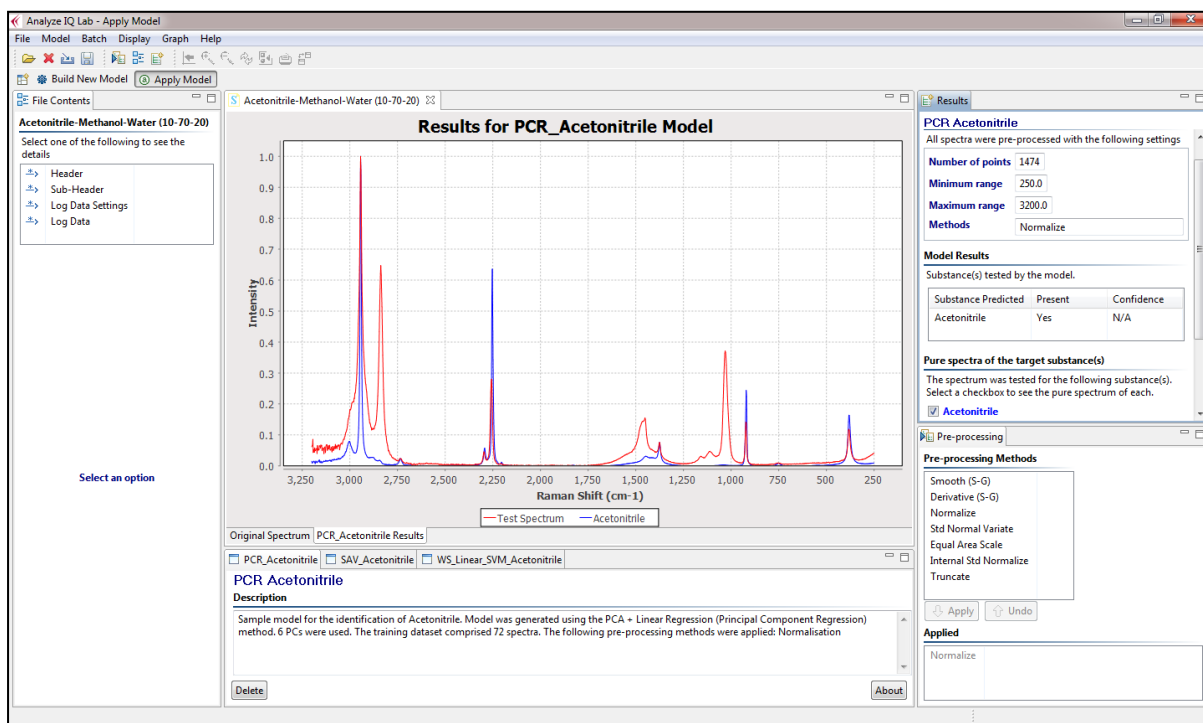 Analyze IQ Lab - Apply Model
File Model Batch Display Graph Help
Build New Model Apply Model
File Contents
Acetonitrile-Methanol-Water (10-70-20)
Select one of the following to see the
details
Header
Sub-Header
Log Data Settings
Log Data
Select an option
Acetonitrile-Methanol-Water (10-70-20)
Results for PCR_Acetonitrile Model
1.0
0.9
0.8
0.7
0.6
0.5
0.4
0.3
0.2
0.1
0.0
Intensity
3,250 3,000 2,750 2,500 2,250 2,000 1,750 1,500 1,250 1,000 750 500 250
Raman Shift (cm-1)
Test Spectrum Acetonitrile
Original Spectrum PCR_Acetonitrile Results
PCR_Acetonitrile SAV_Acetonitrile WS_Linear_SVM_Acetonitrile
PCR Acetonitrile
Description
Sample model for the identification of Acetonitrile. Model was generated using the PCA + Linear Regression (Principal Component Regression)
method. 6 PCs were used. The training dataset comprised 72 spectra. The following pre-processing methods were applied: Normalisation
Delete About
Results
PCR Acetonitrile
All spectra were pre-processed with the following settings
Number of points 1474
Minimum range 250.0
Maximum range 3200.0
Methods Normalize
Model Results
Substance(s) tested by the model.
Substance Predicted Present Confidence
Acetonitrile Yes N/A
Pure spectra of the target substance(s)
The spectrum was tested for the following substance(s).
Select a checkbox to see the pure spectrum of each.
Acetonitrile
Pre-processing
Pre-processing Methods
Smooth (S-G)
Derivative (S-G)
Normalize
Std Normal Variate
Equal Area Scale
Internal Std Normalize
Truncate
Apply Undo
Applied
Normalize